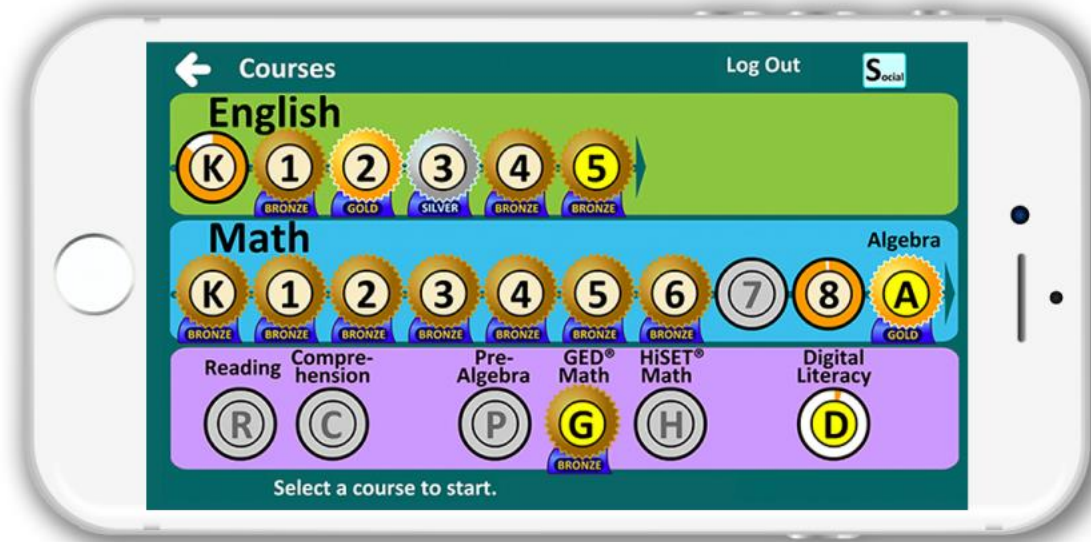 Courses Log Out Social
English
K 1 2 3 4 5
BRONZE GOLD SILVER BRONZE BRONZE
Math Algebra
K 1 2 3 4 5 6 7 8 A
BRONZE BRONZE BRONZE BRONZE BRONZE BRONZE BRONZE GOLD
Reading Compre- Pre- GED® HiSET® Digital
hension Algebra Math Math Literacy
R C P G H D
BRONZE
Select a course to start.